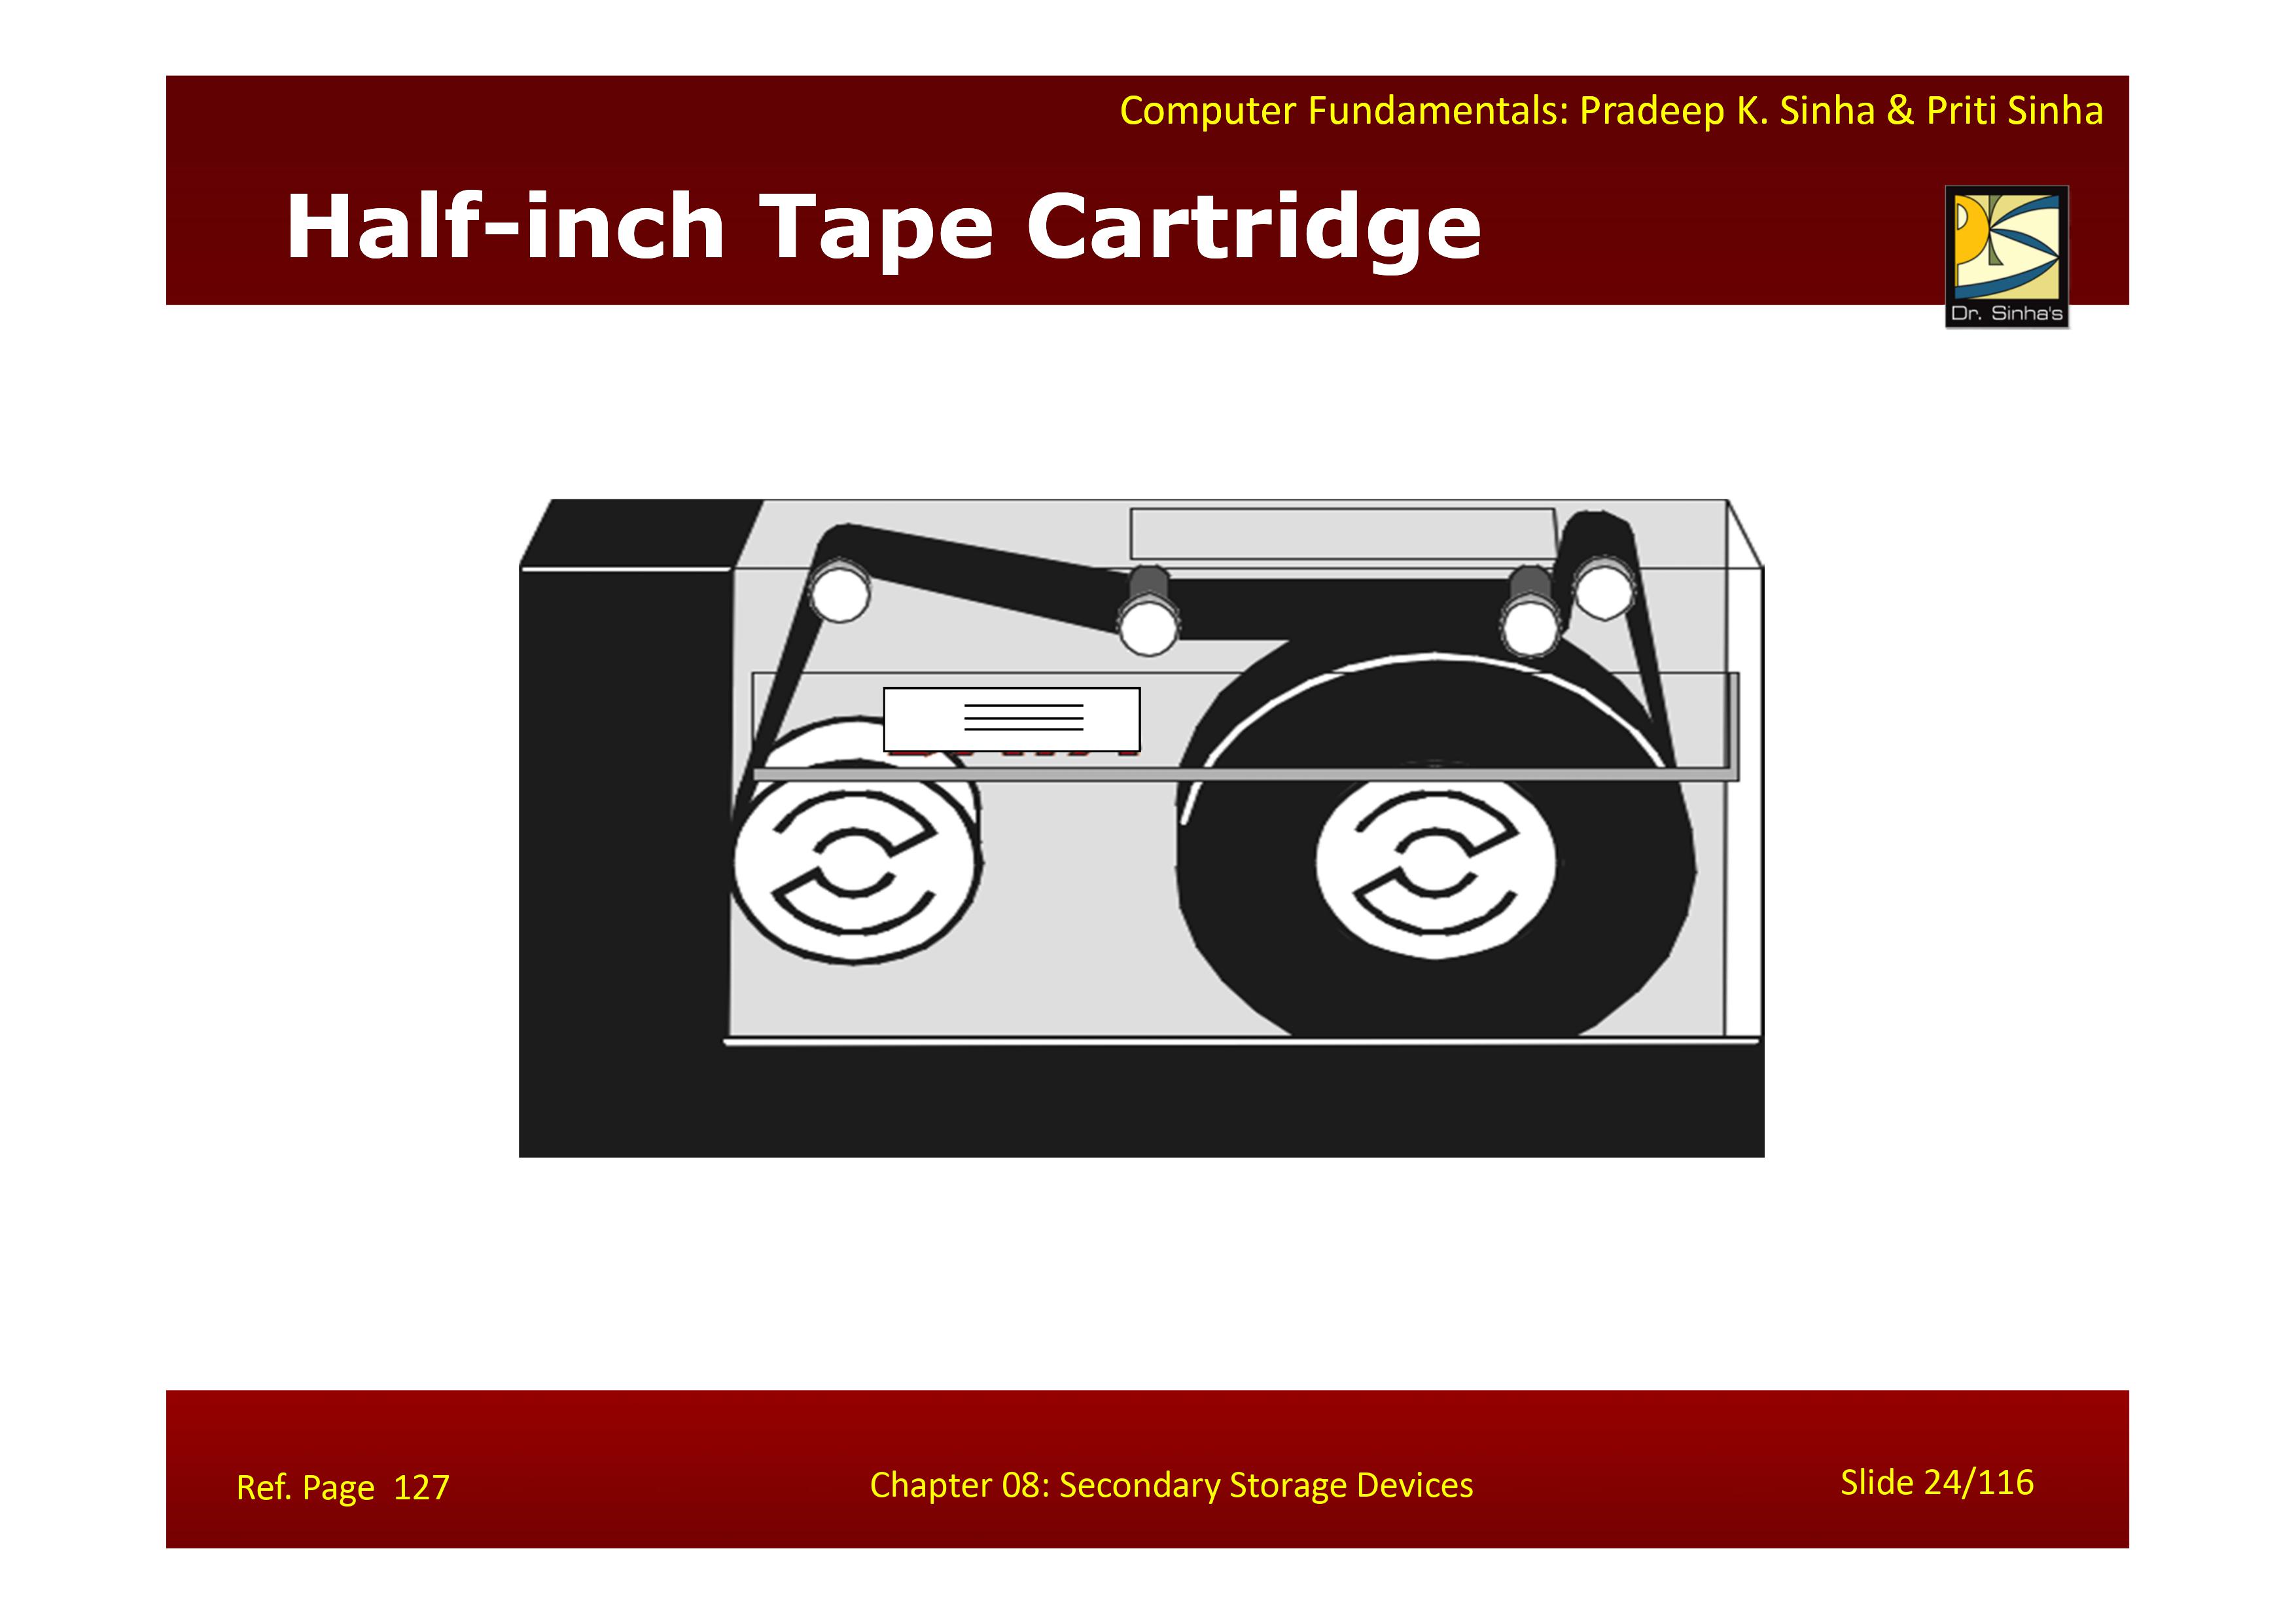 Computer Fundamentals: Pradeep K. Sinha & Priti Sinha
Half-inch Tape Cartridge
Dr. Sinha's
Ref. Page 127
Chapter 08: Secondary Storage Devices
Slide 24/116